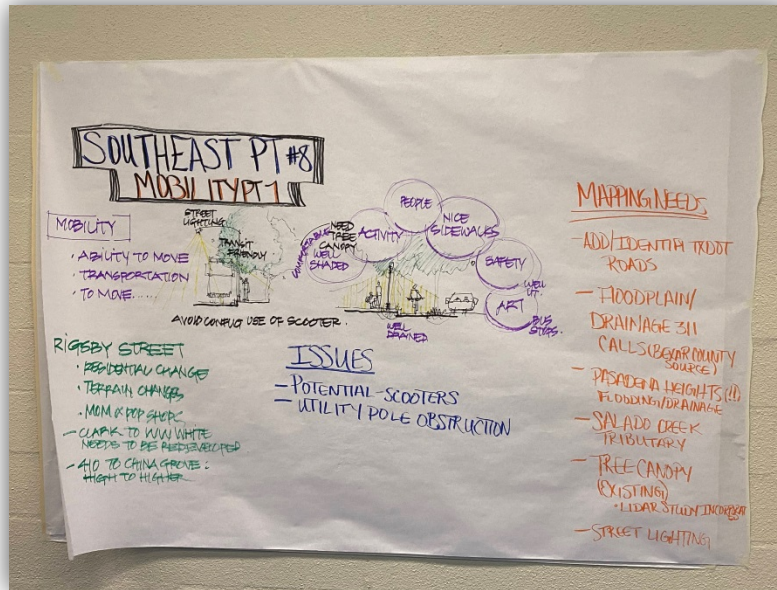 SOUTHEAST PT #8
MOBILITY PT 1
MOBILITY
• ABILITY TO MOVE
• TRANSPORTATION
• TO MOVE.....
STREET
LIGHTING
TRANSIT
FRIENDLY
AVOID CONFLICT USE OF SCOOTER.
COMFORTABLE
NEED
TREE
CANOPY
WELL
SHADED
ACTIVITY
PEOPLE
NICE
SIDEWALKS
SAFETY
WELL
LIT
ART
BUS
STOPS.
WELL
DRAINED
RIGSBY STREET
• RESIDENTIAL CHANGE
• TERRAIN CHANGES
• MOM & POP SHOPS
— CLARK TO WW WHITE
NEEDS TO BE REDEVELOPED
— 410 TO CHINA GROVE:
HIGH TO HIGHER
ISSUES
— POTENTIAL-SCOOTERS
— UTILITY POLE OBSTRUCTION
MAPPING NEEDS
— ADD/IDENTIFY TXDOT
ROADS
— FLOODPLAIN/
DRAINAGE 311
CALLS (BEXAR COUNTY
SOURCE)
— PASADENA HEIGHTS (!!)
FLOODING/DRAINAGE
— SALADO CREEK
TRIBUTARY
— TREE CANOPY
(EXISTING)
• LIDAR STUDY
— STREET LIGHTING